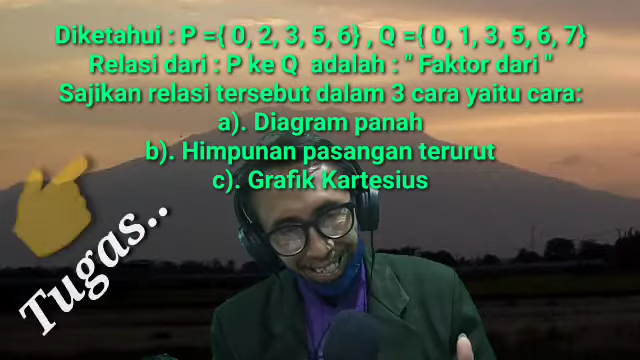 Diketahui : P ={ 0, 2, 3, 5, 6} , Q ={ 0, 1, 3, 5, 6, 7}
Relasi dari : P ke Q adalah : " Faktor dari "
Sajikan relasi tersebut dalam 3 cara yaitu cara:
a). Diagram panah
b). Himpunan pasangan terurut
c). Grafik Kartesius
Tugas..